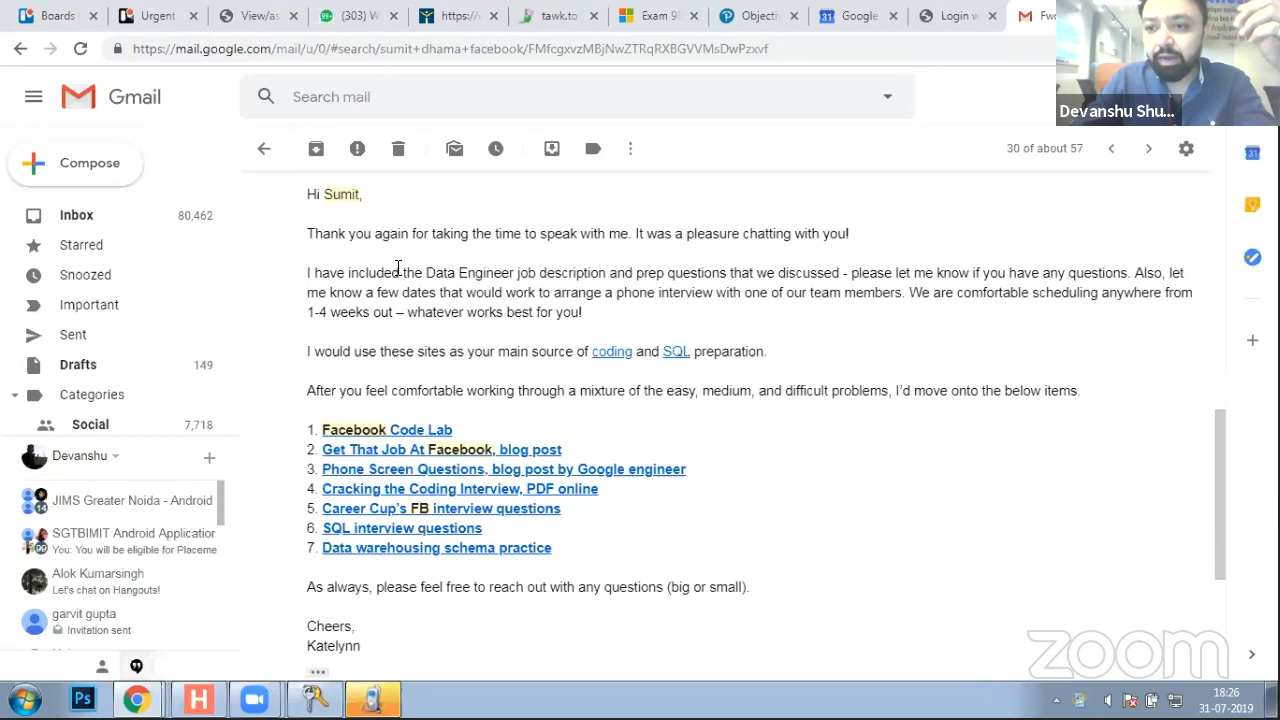 Boards
Urgent
View/as
(303) W
https://
tawk.to
Exam 98
Object
Google
Login w
Fwd
https://mail.google.com/mail/u/0/#search/sumit+dhama+facebook/FMfcgxvzMBjNwZTRqRXBGVVMsDwPzxvf
Devanshu Shu...
Gmail
Search mail
Compose
30 of about 57
Inbox 80,462
Starred
Snoozed
Important
Sent
Drafts 149
Categories
Social 7,718
Devanshu
JIMS Greater Noida - Android
14
SGTBIMIT Android Applicatior
You: You will be eligible for Placeme
Alok Kumarsingh
Let's chat on Hangouts!
garvit gupta
Invitation sent
Hi Sumit,
Thank you again for taking the time to speak with me. It was a pleasure chatting with you!
I have included the Data Engineer job description and prep questions that we discussed - please let me know if you have any questions. Also, let
me know a few dates that would work to arrange a phone interview with one of our team members. We are comfortable scheduling anywhere from
1-4 weeks out – whatever works best for you!
I would use these sites as your main source of coding and SQL preparation.
After you feel comfortable working through a mixture of the easy, medium, and difficult problems, I'd move onto the below items.
1. Facebook Code Lab
2. Get That Job At Facebook, blog post
3. Phone Screen Questions, blog post by Google engineer
4. Cracking the Coding Interview, PDF online
5. Career Cup's FB interview questions
6. SQL interview questions
7. Data warehousing schema practice
As always, please feel free to reach out with any questions (big or small).
Cheers,
Katelynn
zoom
Ps
H
18:26
31-07-2019